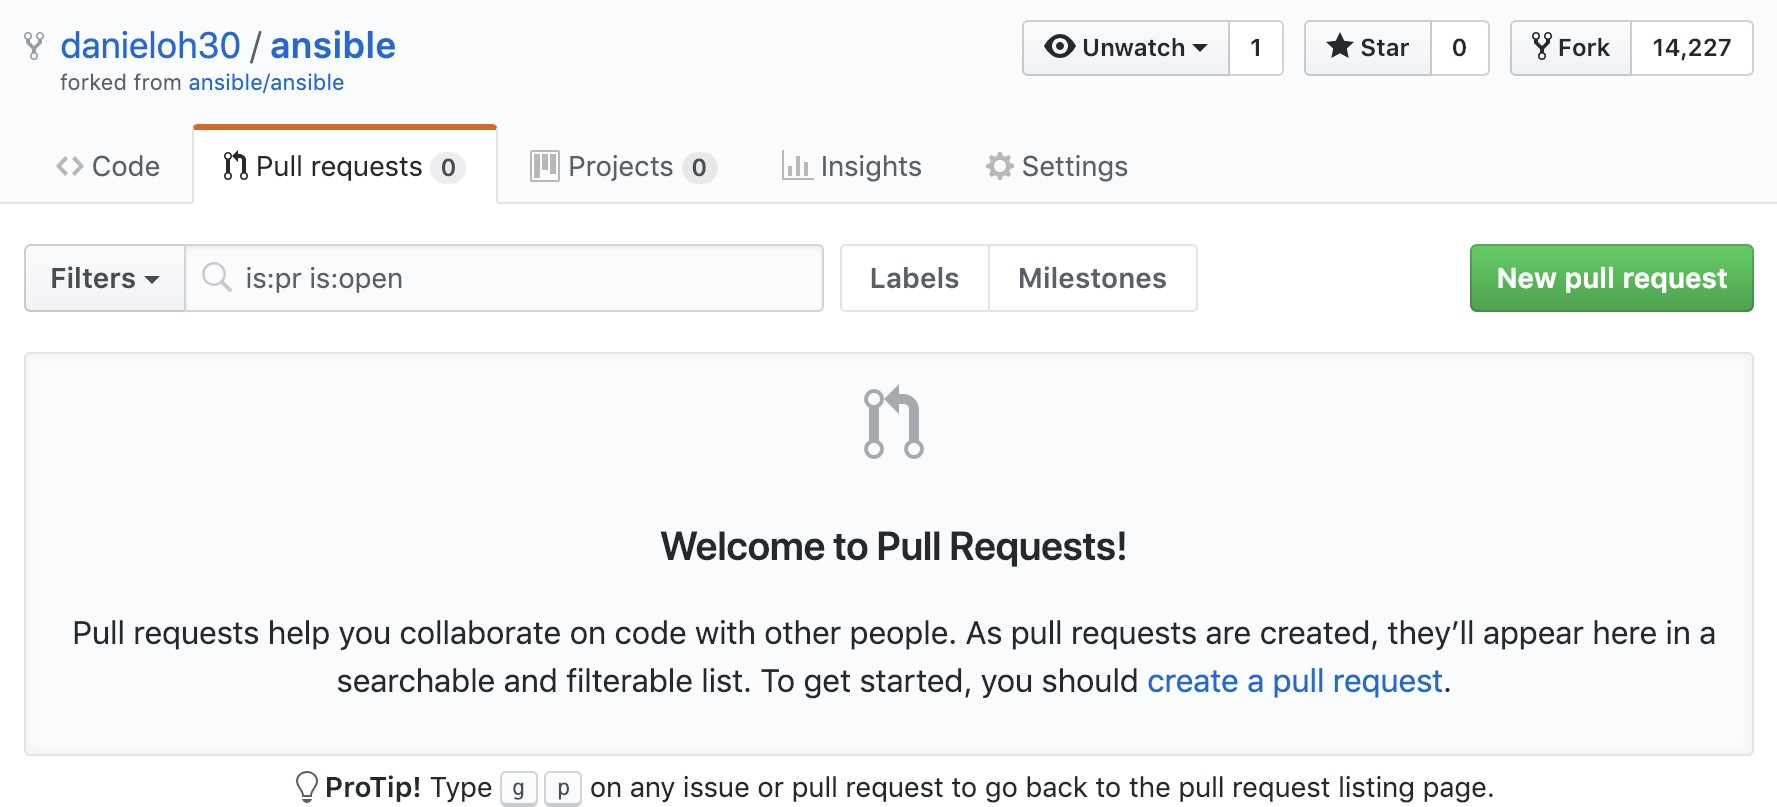 danieloh30 / ansible
forked from ansible/ansible
Unwatch 1 Star 0 Fork 14,227
Code Pull requests 0 Projects 0 Insights Settings
Filters is:pr is:open Labels Milestones New pull request
Welcome to Pull Requests!
Pull requests help you collaborate on code with other people. As pull requests are created, they’ll appear here in a
searchable and filterable list. To get started, you should create a pull request.
ProTip! Type g p on any issue or pull request to go back to the pull request listing page.